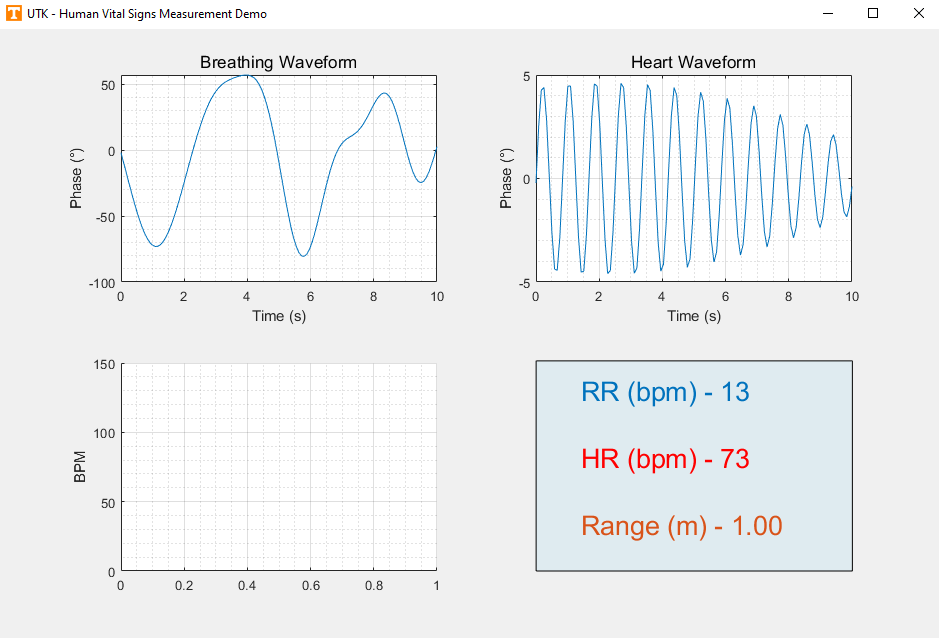 UTK - Human Vital Signs Measurement Demo
Breathing Waveform
50
0
-50
-100
Phase (°)
0 2 4 6 8 10
Time (s)
Heart Waveform
5
0
-5
Phase (°)
0 2 4 6 8 10
Time (s)
150
100
50
0
BPM
0 0.2 0.4 0.6 0.8 1
RR (bpm) - 13
HR (bpm) - 73
Range (m) - 1.00